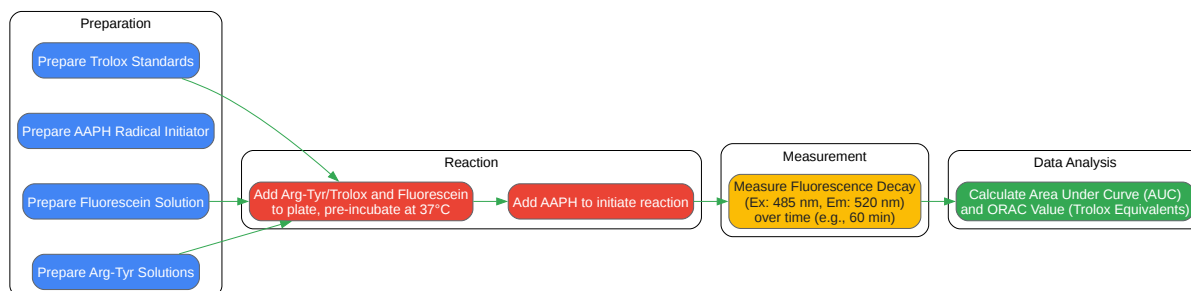 Preparation
Prepare Trolox Standards
Prepare AAPH Radical Initiator
Prepare Fluorescein Solution
Prepare Arg-Tyr Solutions
Reaction
Add Arg-Tyr/Trolox and Fluorescein
to plate, pre-incubate at 37°C
Add AAPH to initiate reaction
Measurement
Measure Fluorescence Decay
(Ex: 485 nm, Em: 520 nm)
over time (e.g., 60 min)
Data Analysis
Calculate Area Under Curve (AUC)
and ORAC Value (Trolox Equivalents)